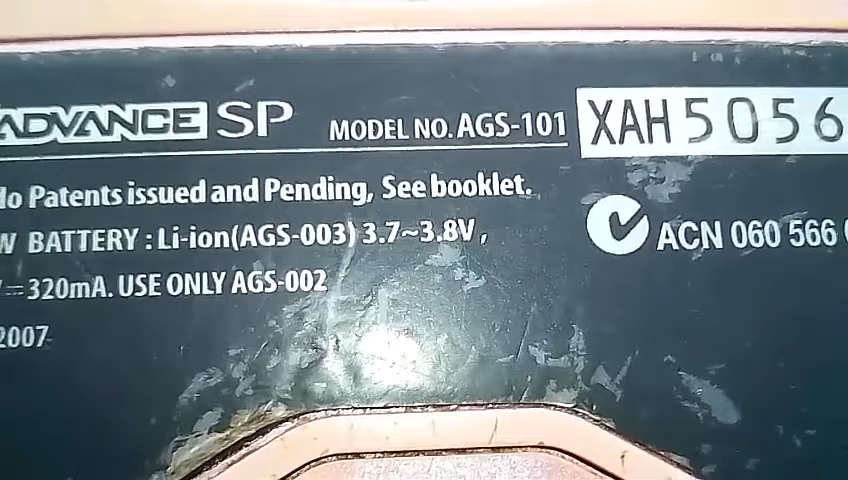 ADVANCE SP MODEL NO. AGS-101 XAH 5056
Patents issued and Pending, See booklet.
BATTERY : Li-ion(AGS-003) 3.7~3.8V,
ACN 060 566
320mA. USE ONLY AGS-002
2007